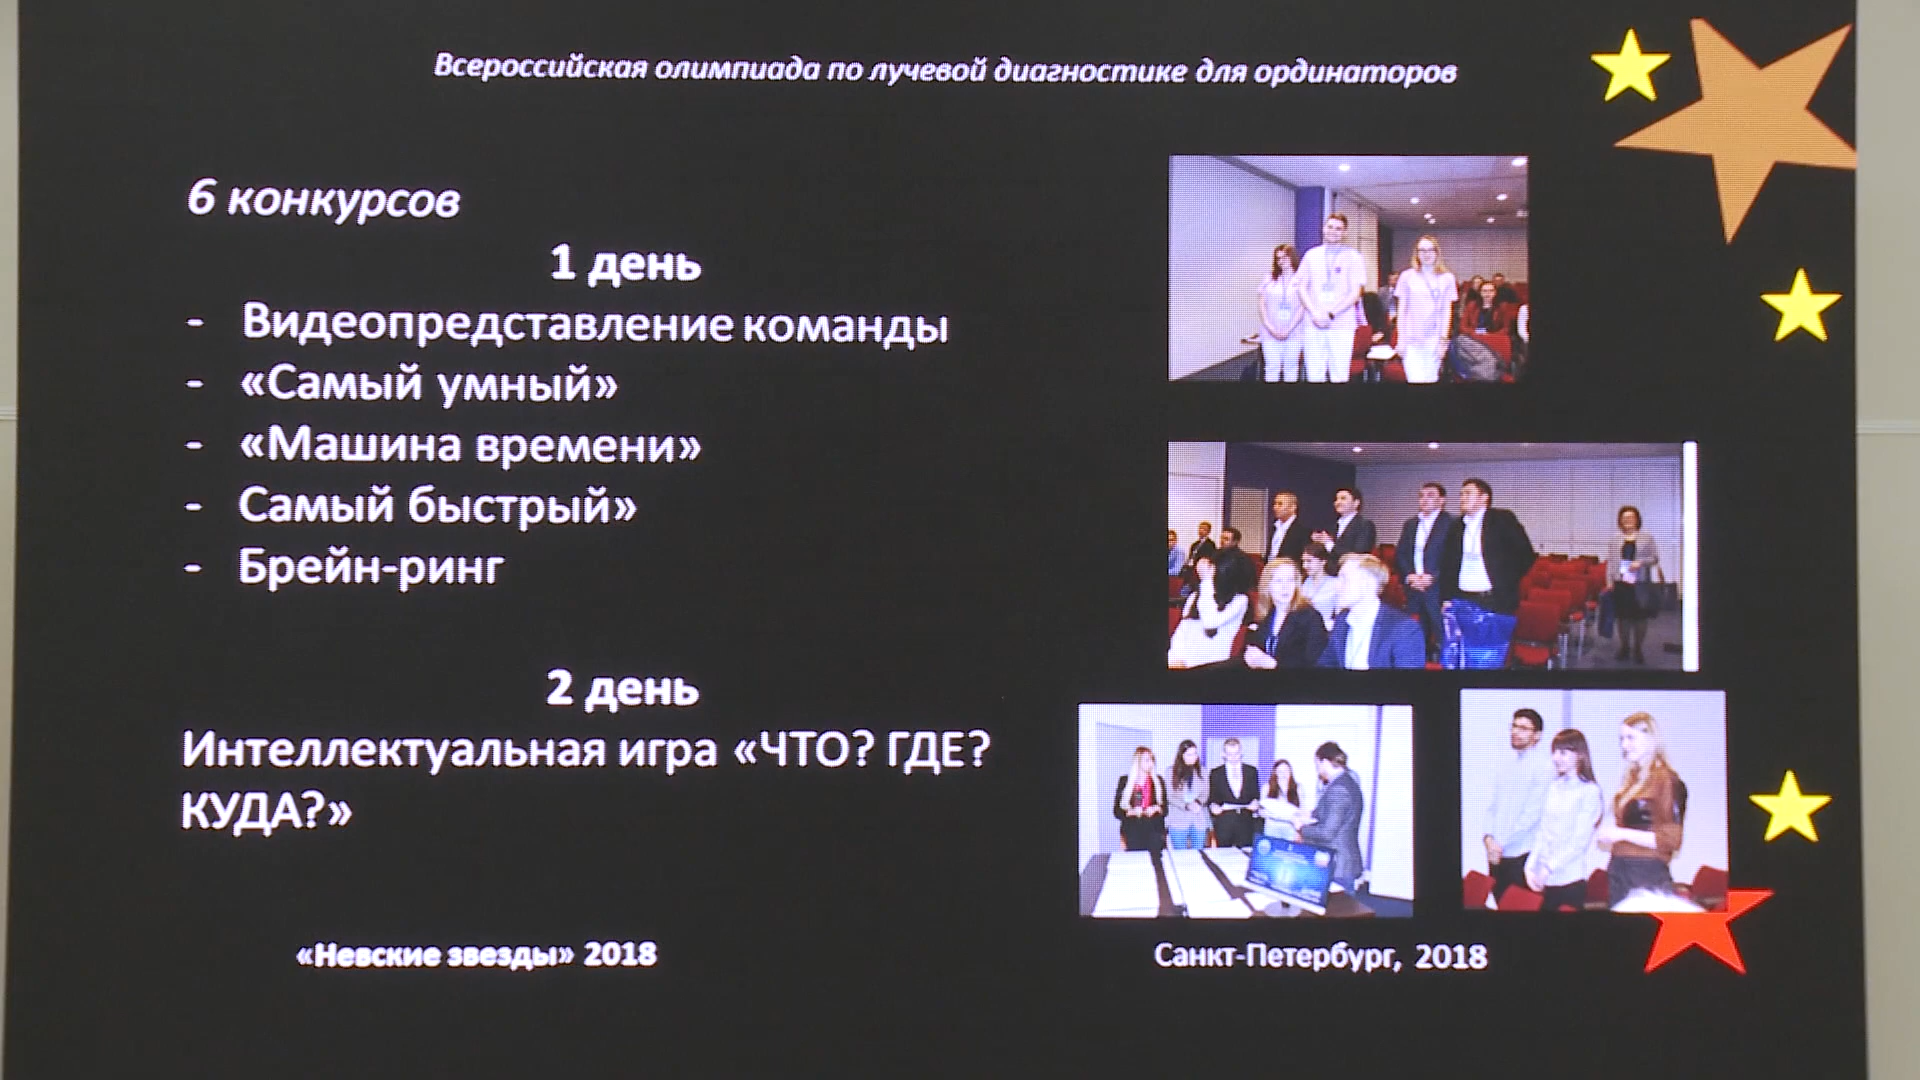 Всероссийская олимпиада по лучевой диагностике для ординаторов
6 конкурсов
1 день
- Видеопредставление команды
- «Самый умный»
- «Машина времени»
- Самый быстрый»
- Брейн-ринг
2 день
Интеллектуальная игра «ЧТО? ГДЕ?
КУДА?»
«Невские звезды» 2018
Санкт-Петербург, 2018